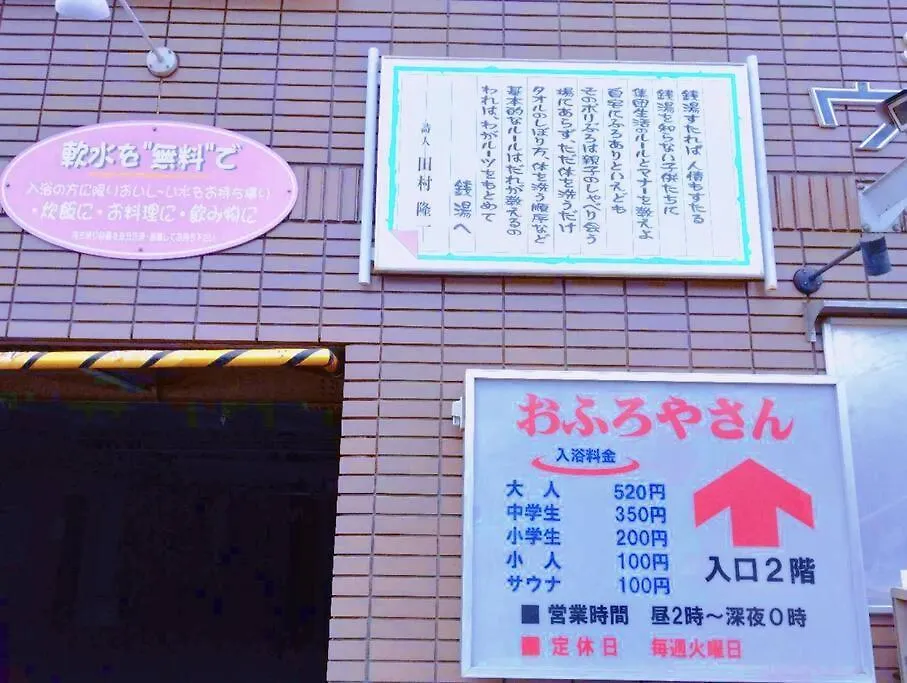 軟水を"無料"で
入浴の方に限りおいし〜い水をお持ち帰り
・炊飯に・お料理に・飲み物に
銭湯すたれば人情もすたる
銭湯を知らない子供たちに
集団生活のルールとマナーを教えよ
自宅にふろありといえども
そのポリぶろは親子のしゃべり合う
場にあらず、ただ体を洗うだけ
タオルのしぼり方、体を洗う順序など
基本的なルールはだれが教えるの
われは、わがルーツをもとめて
銭湯へ
詩人 田村隆一
おふろやさん
入浴料金
大人 520円
中学生 350円
小学生 200円
小人 100円
サウナ 100円
入口2階
■営業時間 昼2時〜深夜0時
■定休日 毎週火曜日